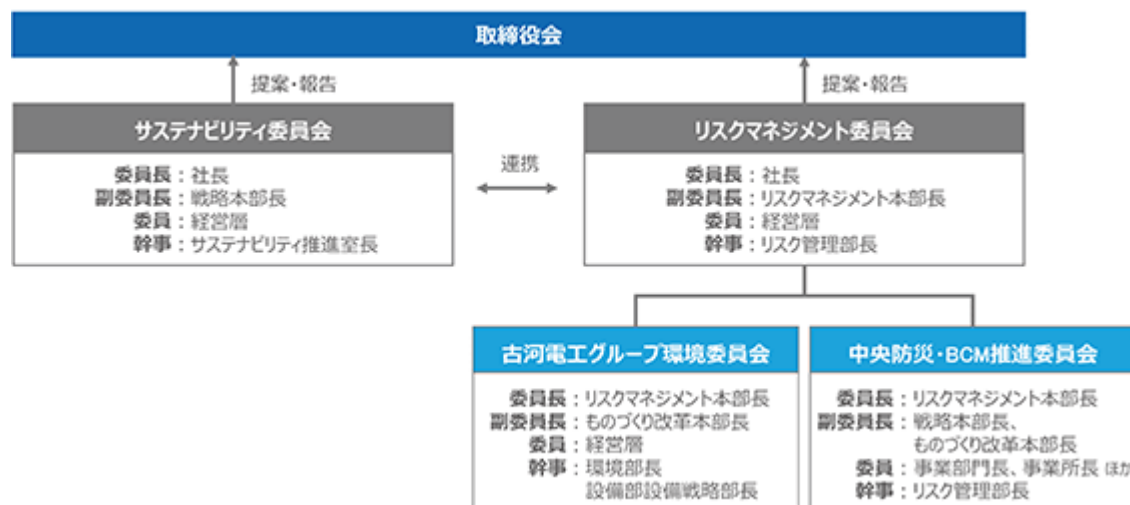 取締役会
提案・報告
提案・報告
サステナビリティ委員会
委員長：社長
副委員長：戦略本部長
委員：経営層
幹事：サステナビリティ推進室長
連携
リスクマネジメント委員会
委員長：社長
副委員長：リスクマネジメント本部長
委員：経営層
幹事：リスク管理部長
古河電工グループ環境委員会
委員長：リスクマネジメント本部長
副委員長：ものづくり改革本部長
委員：経営層
幹事：環境部長
設備部設備戦略部長
中央防災・BCM推進委員会
委員長：リスクマネジメント本部長
副委員長：戦略本部長、
ものづくり改革本部長
委員：事業部門長、事業所長 ほか
幹事：リスク管理部長